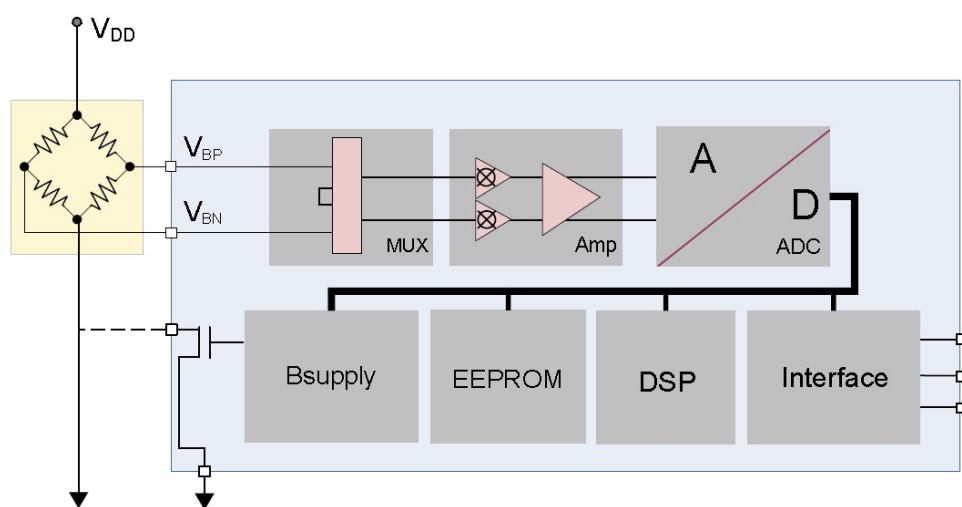 VDD
VBP
VBN
MUX
Amp
A
D
ADC
Bsupply
EEPROM
DSP
Interface